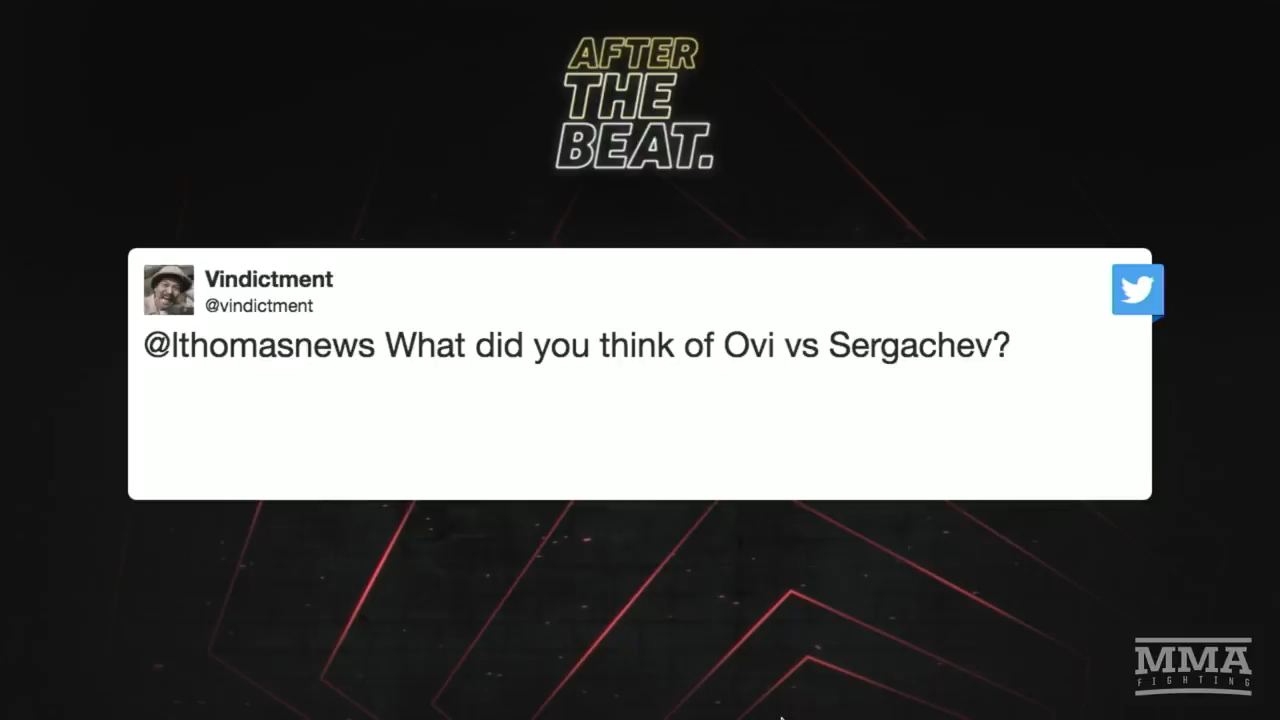 AFTER
THE
BEAT.
Vindictment
@vindictment
@lthomasnews What did you think of Ovi vs Sergachev?
MMA
FIGHTING